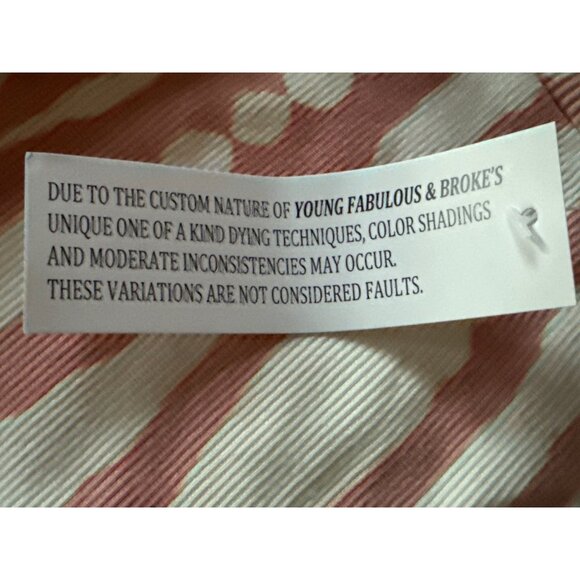 DUE TO THE CUSTOM NATURE OF YOUNG FABULOUS & BROKE'S
UNIQUE ONE OF A KIND DYING TECHNIQUES, COLOR SHADINGS
AND MODERATE INCONSISTENCIES MAY OCCUR.
THESE VARIATIONS ARE NOT CONSIDERED FAULTS.